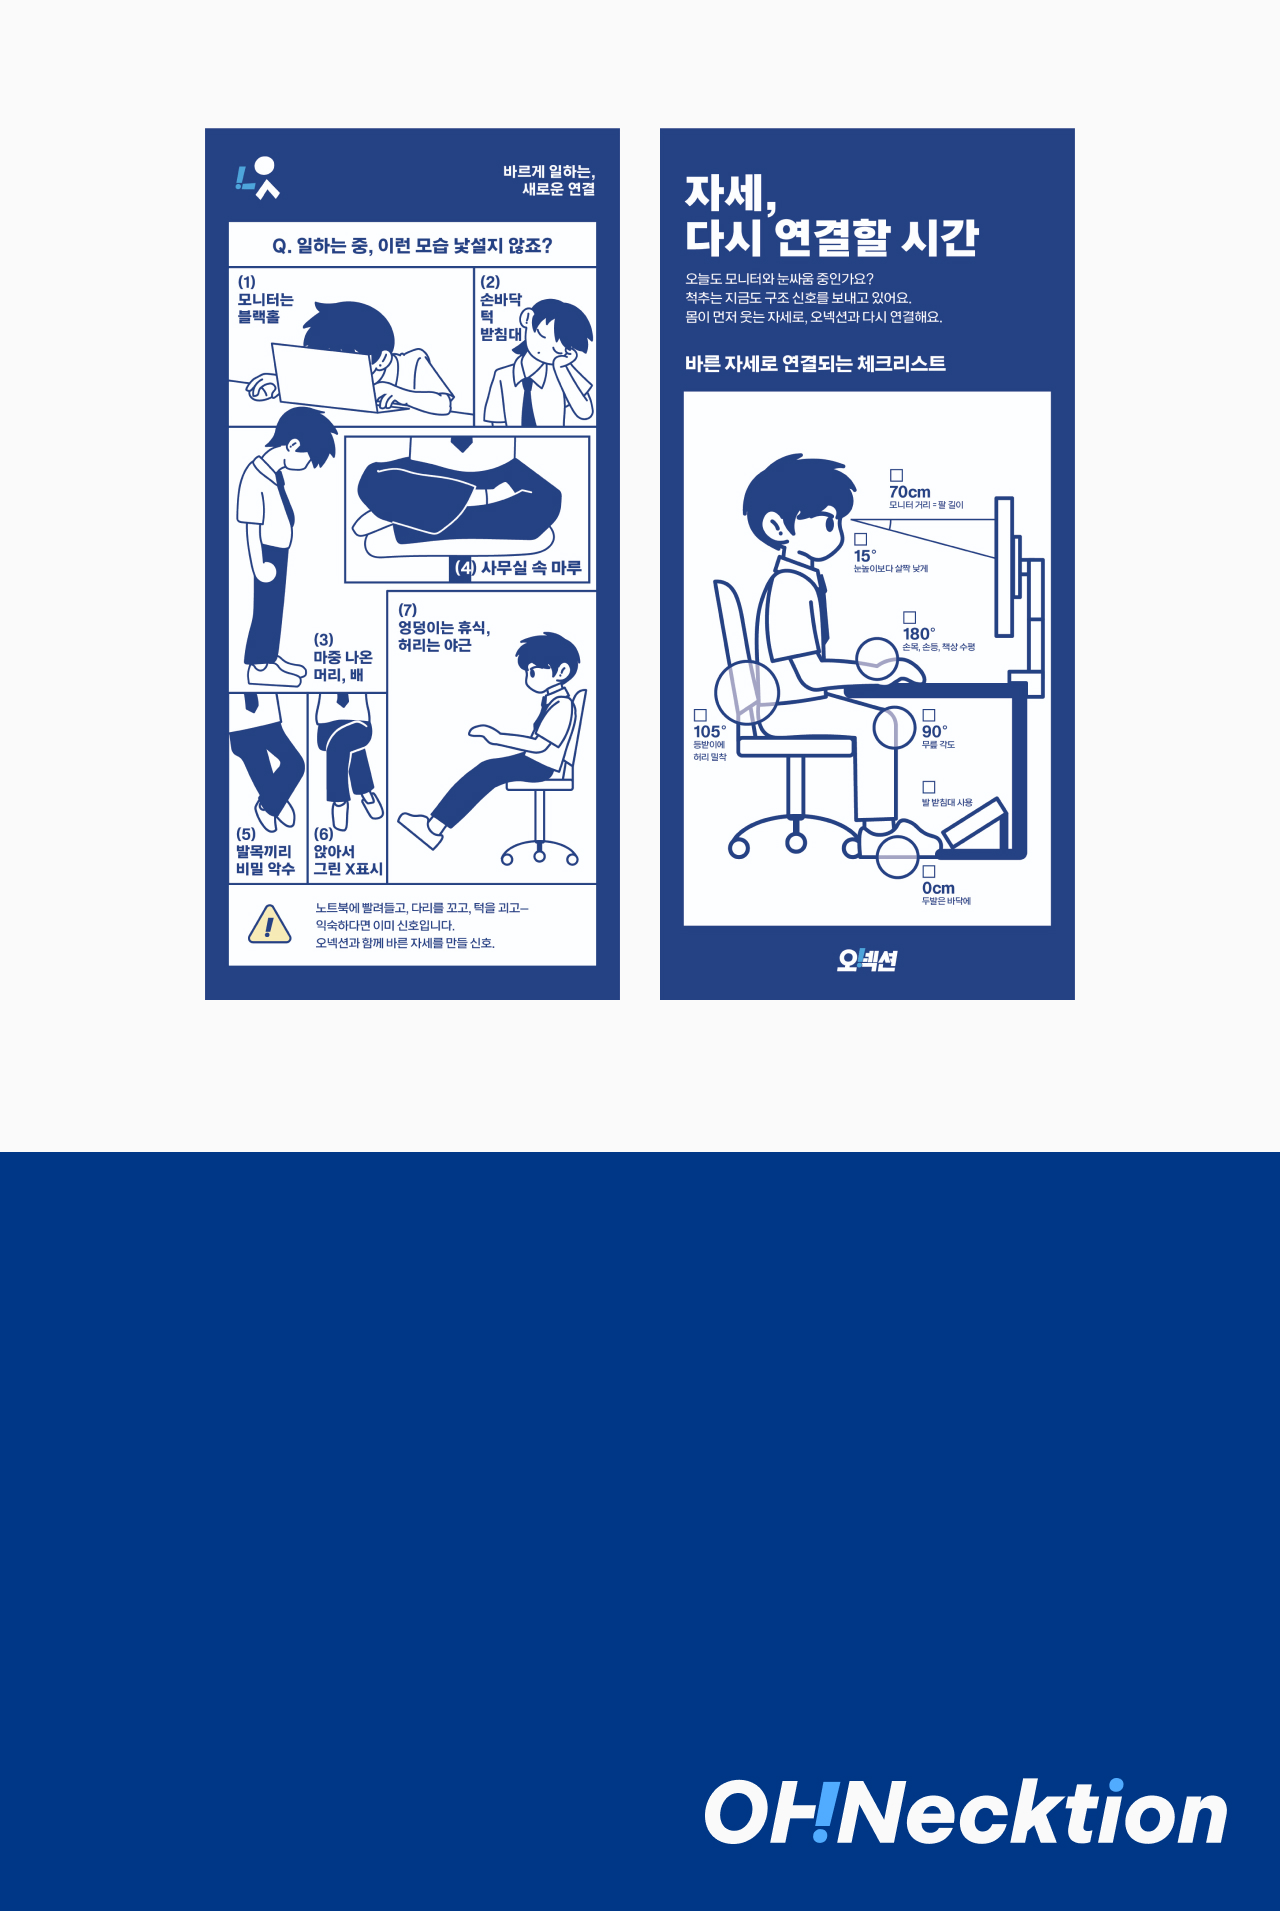 바르게 일하는,
새로운 연결
Q. 일하는 중, 이런 모습 낯설지 않죠?
(1)
모니터는
블랙홀
(2)
손바닥
턱
받침대
(3)
마중 나온
머리, 배
(4) 사무실 속 마루
(5)
발목끼리
비밀 악수
(6)
앉아서
그린 X표시
(7)
엉덩이는 휴식,
허리는 야근
노트북에 빨려들고, 다리를 꼬고, 턱을 괴고—
익숙하다면 이미 신호입니다.
오넥션과 함께 바른 자세를 만들 신호.
자세,
다시 연결할 시간
오늘도 모니터와 눈싸움 중인가요?
척추는 지금도 구조 신호를 보내고 있어요.
몸이 먼저 웃는 자세로, 오넥션과 다시 연결해요.
바른 자세로 연결되는 체크리스트
70cm
모니터 거리 = 팔 길이
15°
눈높이보다 살짝 낮게
180°
손목, 손등, 책상 수평
105°
등받이에
허리 밀착
90°
무릎 각도
발 받침대 사용
0cm
두발은 바닥에
오!넥션
OH!Necktion